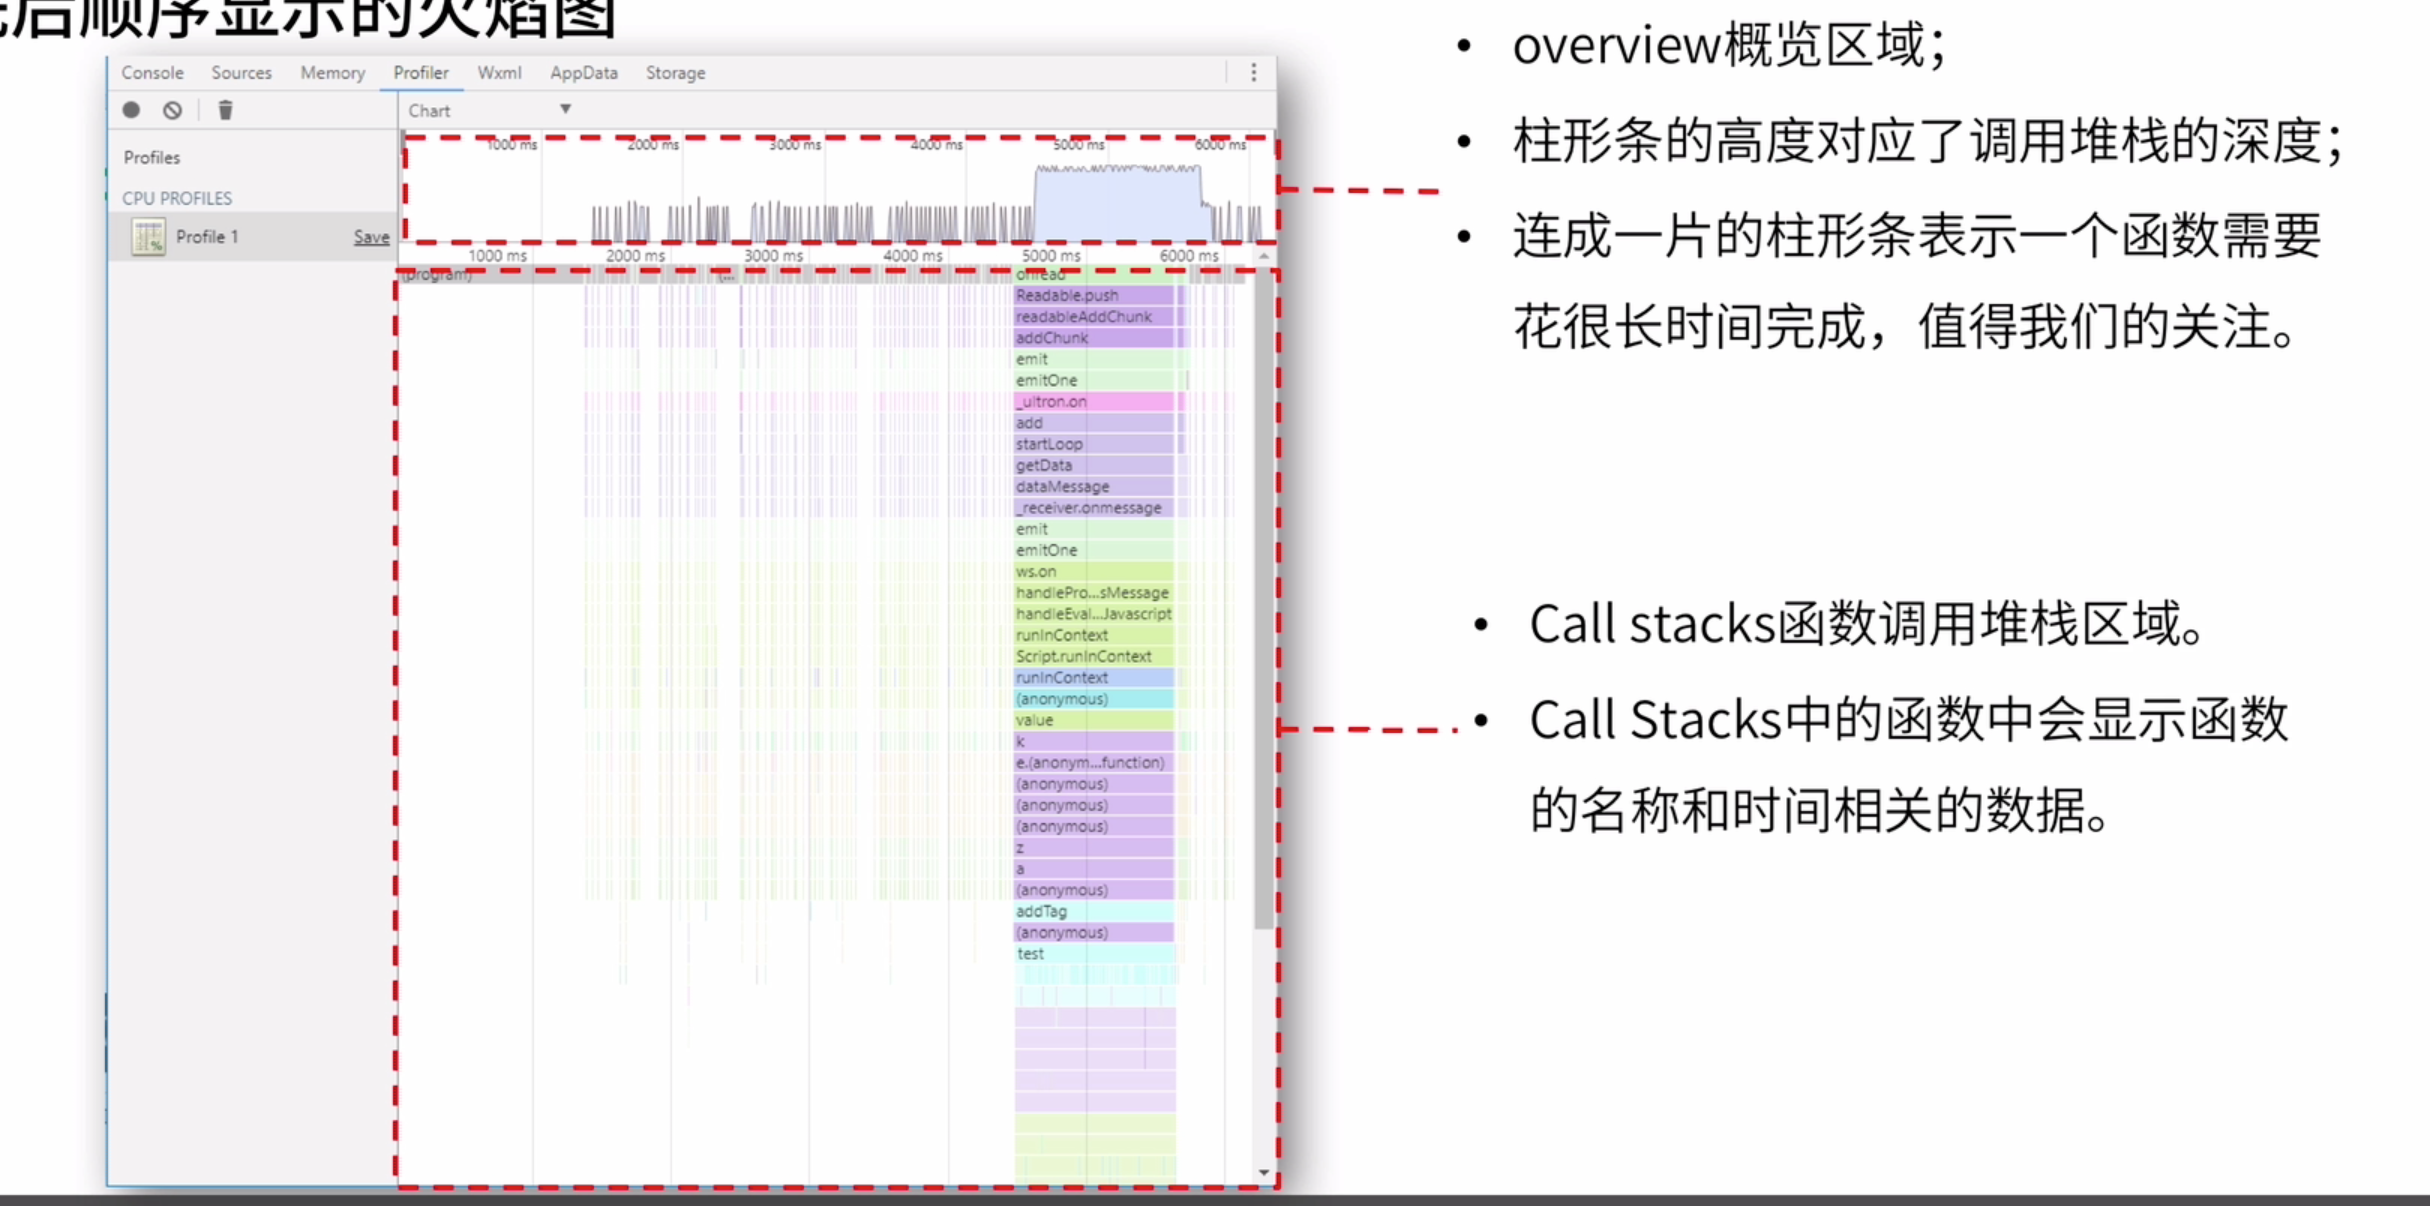 后顺序显示的火焰图
Console Sources Memory Profiler Wxml AppData Storage
Chart
Profiles
CPU PROFILES
Profile 1 Save
1000 ms 2000 ms 3000 ms 4000 ms 5000 ms 6000 ms
1000 ms 2000 ms 3000 ms 4000 ms 5000 ms 6000 ms
(program) (... onread
Readable.push
readableAddChunk
addChunk
emit
emitOne
_ultron.on
add
startLoop
getData
dataMessage
_receiver.onmessage
emit
emitOne
ws.on
handlePro...sMessage
handleEval...Javascript
runInContext
Script.runInContext
runInContext
(anonymous)
value
k
e.(anonym...function)
(anonymous)
(anonymous)
(anonymous)
z
a
(anonymous)
addTag
(anonymous)
test
• overview概览区域；
• 柱形条的高度对应了调用堆栈的深度；
• 连成一片的柱形条表示一个函数需要
花很长时间完成，值得我们的关注。
• Call stacks函数调用堆栈区域。
• Call Stacks中的函数中会显示函数
的名称和时间相关的数据。